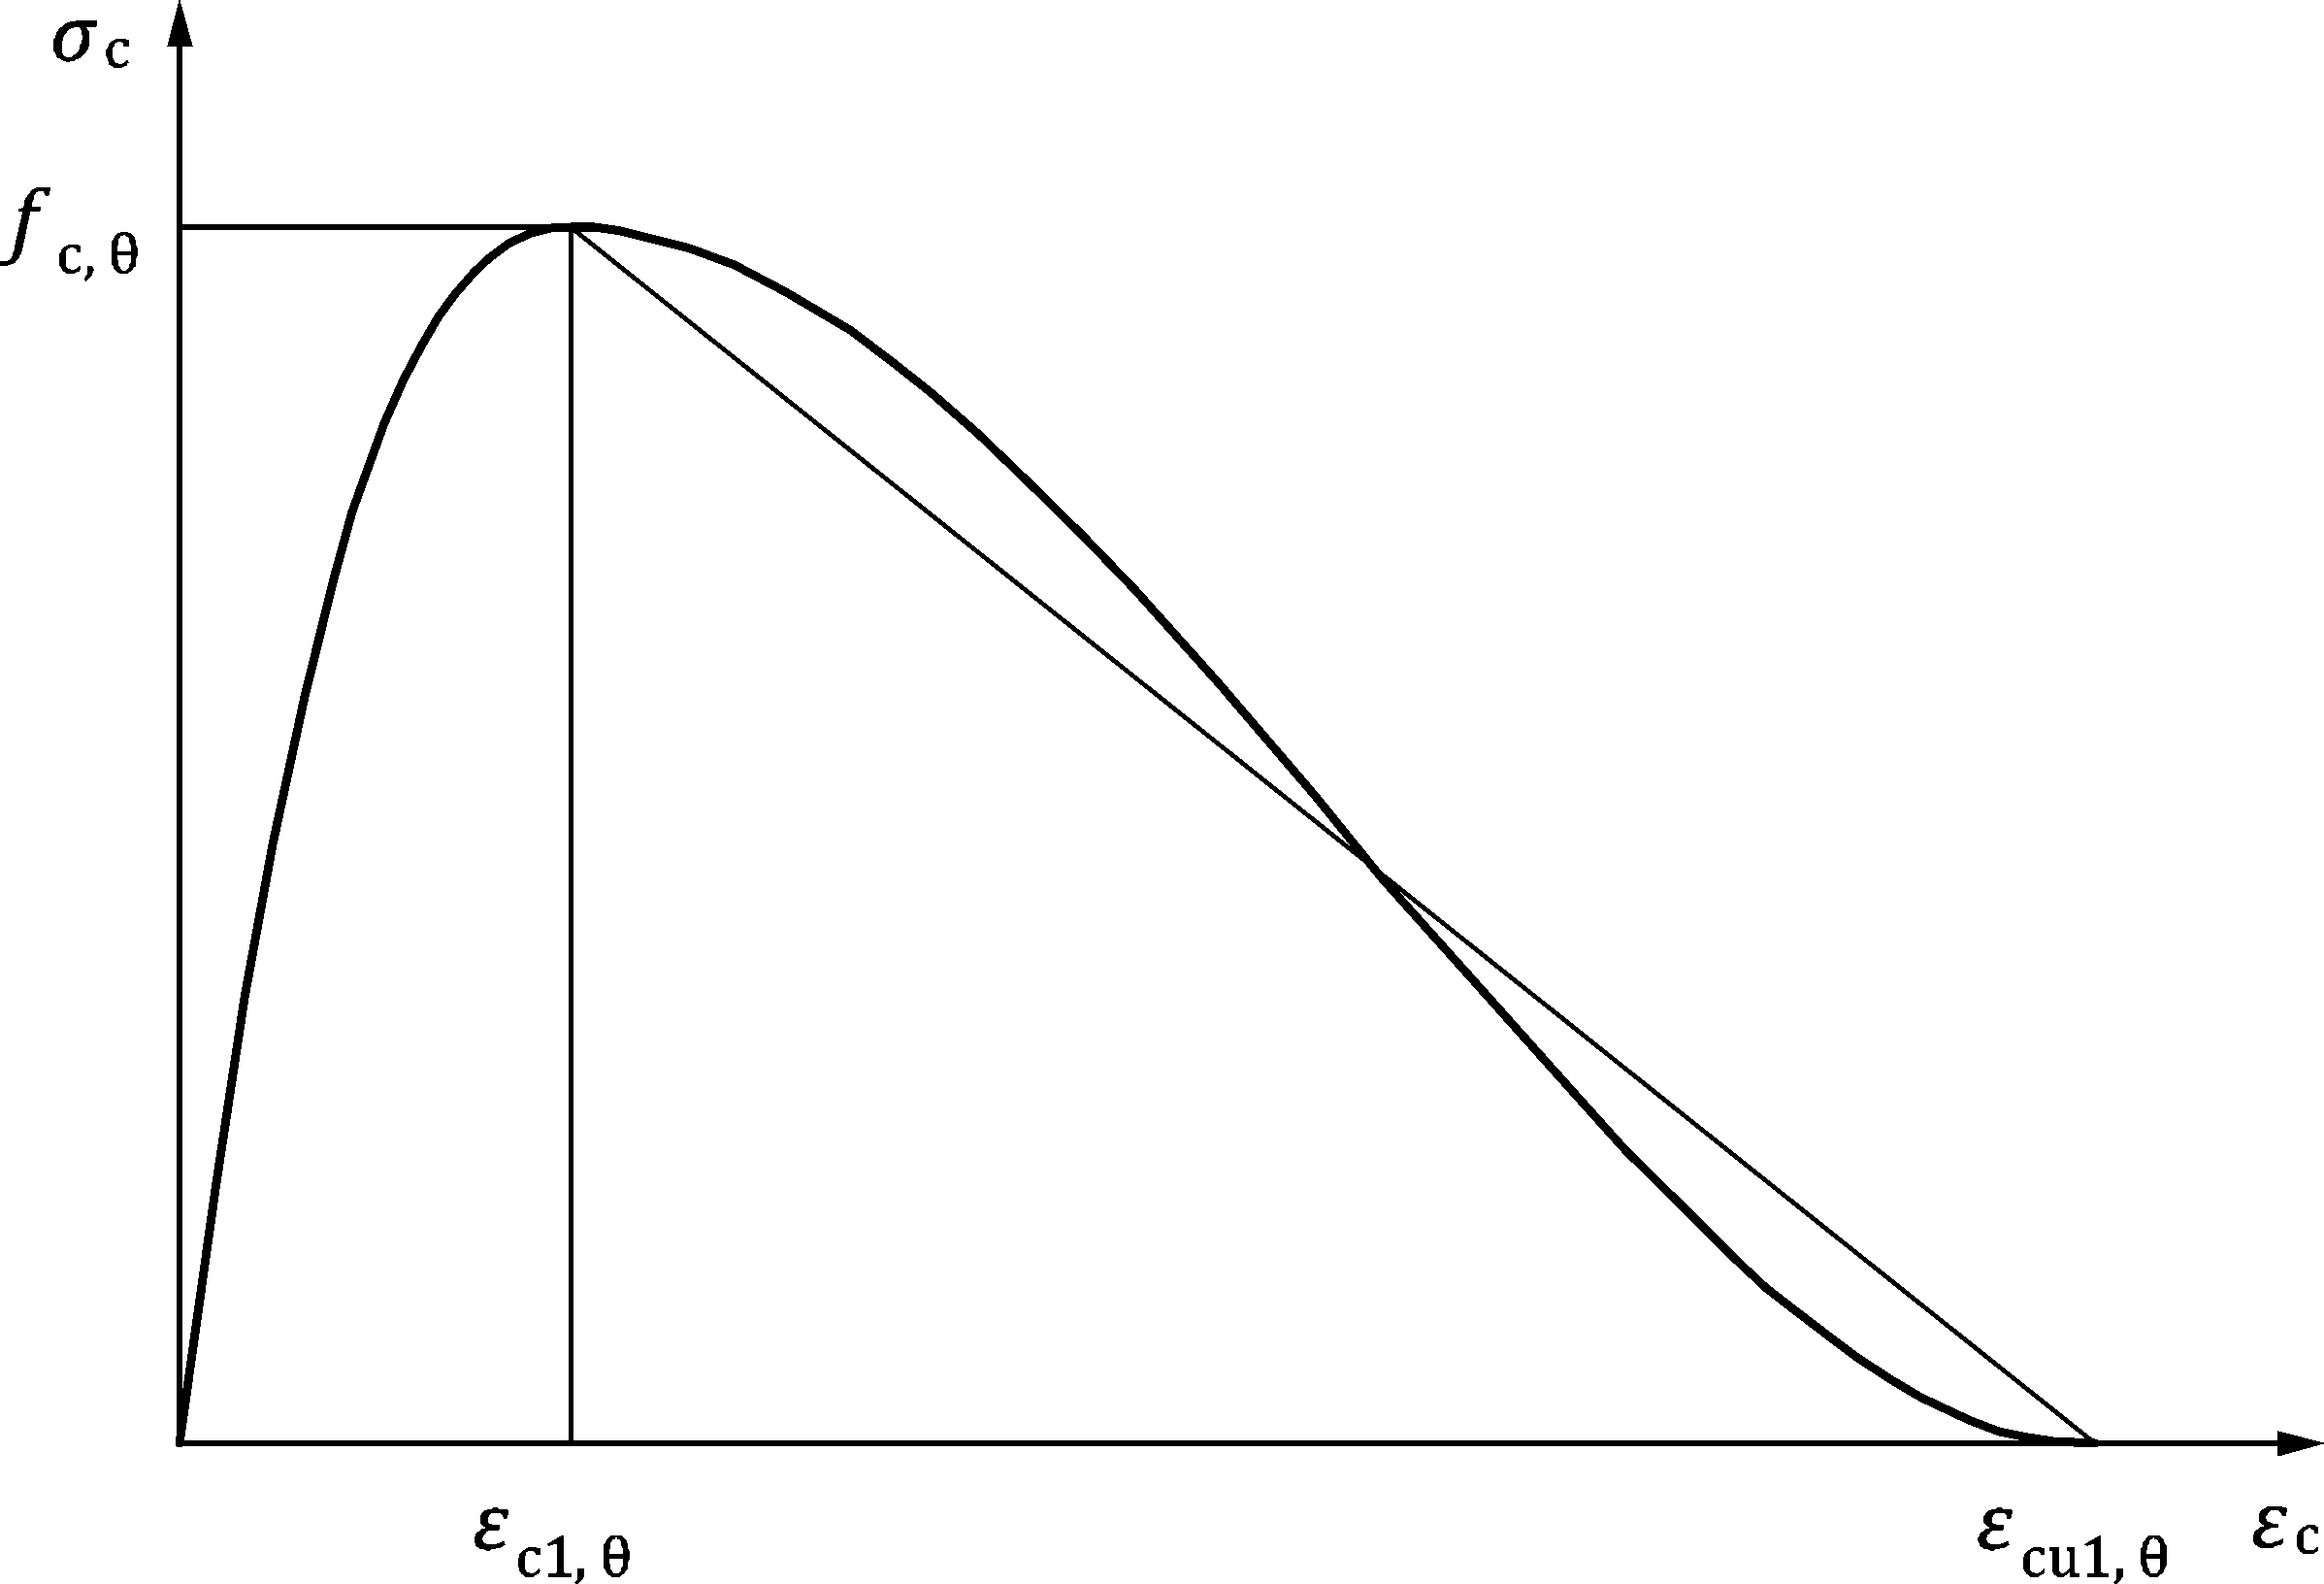 σc
fc, θ
εc1, θ
εcu1, θ
εc